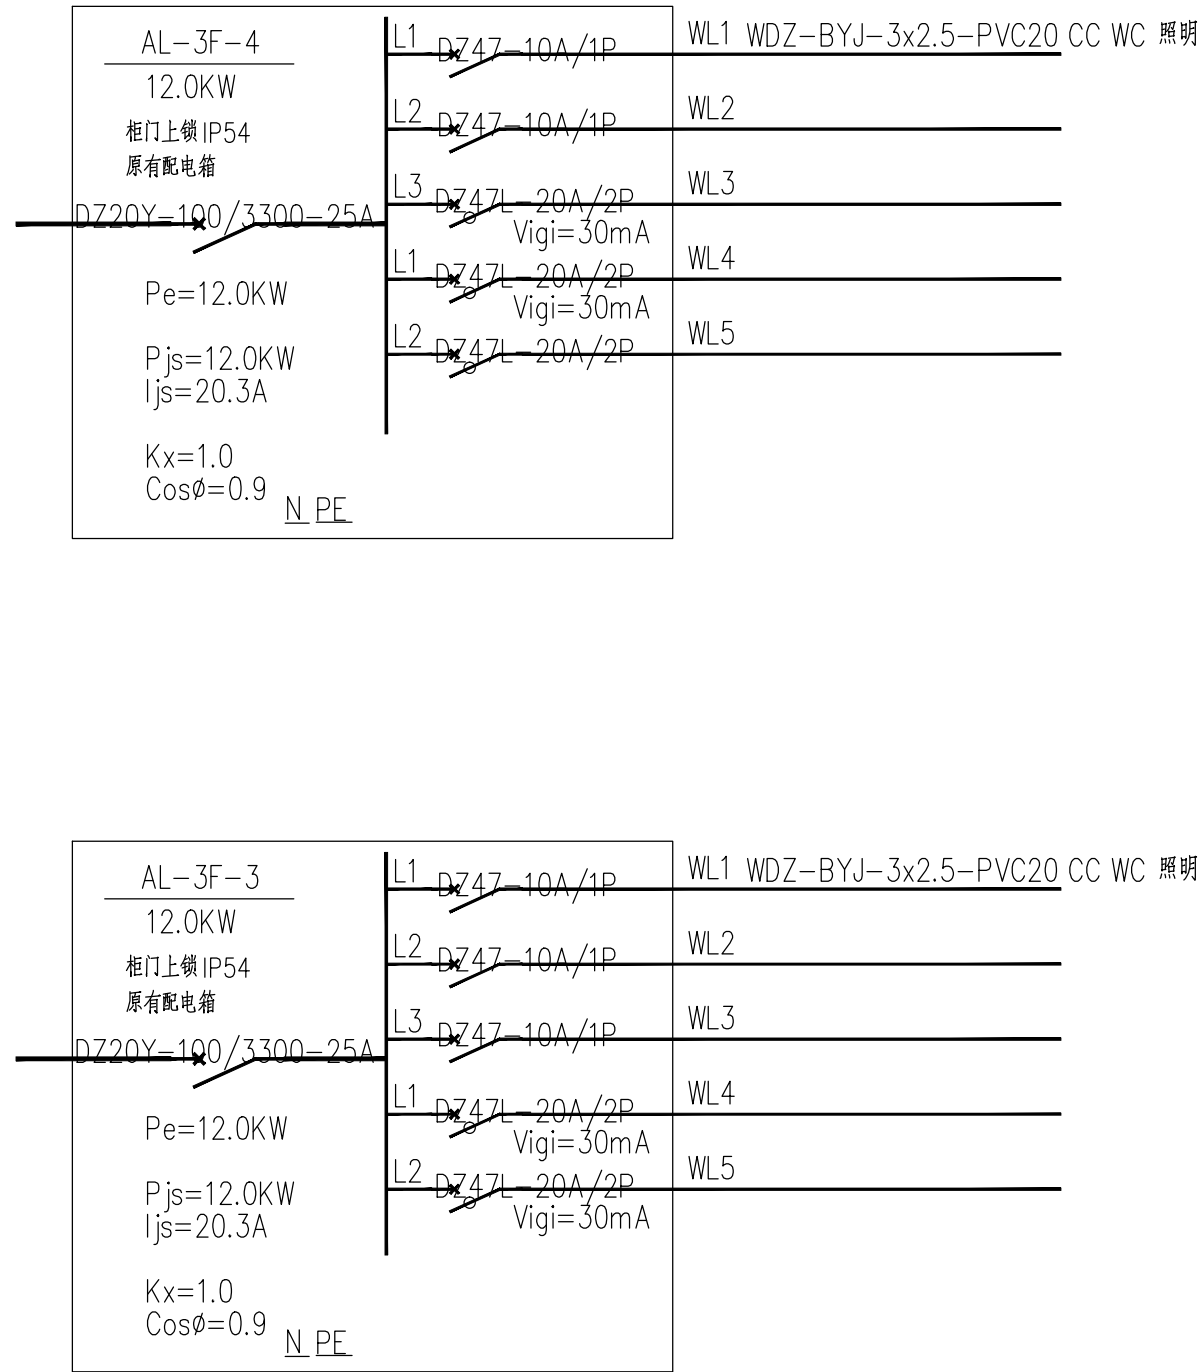 AL-3F-4
12.0KW
柜门上锁IP54
原有配电箱
DZ20Y-100/3300-25A
Pe=12.0KW
Pjs=12.0KW
Ijs=20.3A
Kx=1.0
Cosø=0.9
N PE
L1 DZ47-10A/1P WL1 WDZ-BYJ-3x2.5-PVC20 CC WC 照明
L2 DZ47-10A/1P WL2
L3 DZ47L-20A/2P WL3
Vigi=30mA
L1 DZ47L-20A/2P WL4
Vigi=30mA
L2 DZ47L-20A/2P WL5
AL-3F-3
12.0KW
柜门上锁IP54
原有配电箱
DZ20Y-100/3300-25A
Pe=12.0KW
Pjs=12.0KW
Ijs=20.3A
Kx=1.0
Cosø=0.9
N PE
L1 DZ47-10A/1P WL1 WDZ-BYJ-3x2.5-PVC20 CC WC 照明
L2 DZ47-10A/1P WL2
L3 DZ47-10A/1P WL3
L1 DZ47L-20A/2P WL4
Vigi=30mA
L2 DZ47L-20A/2P WL5
Vigi=30mA